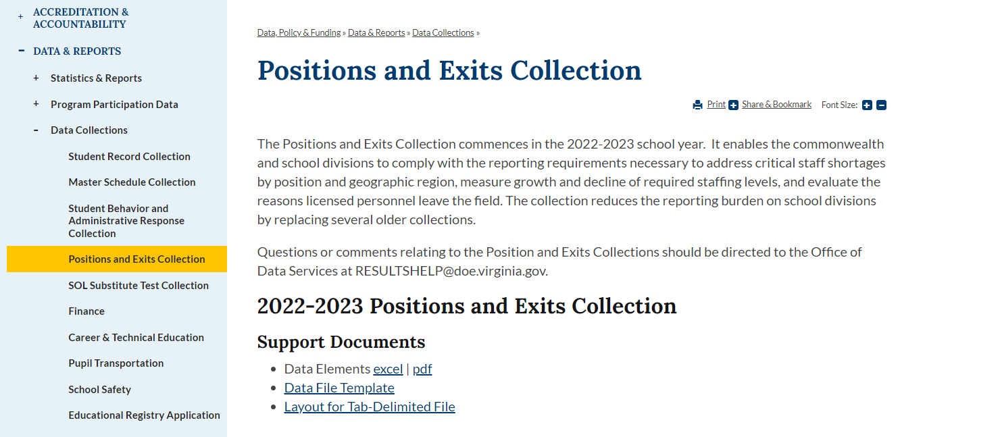 + ACCREDITATION &
ACCOUNTABILITY
- DATA & REPORTS
+ Statistics & Reports
+ Program Participation Data
- Data Collections
Student Record Collection
Master Schedule Collection
Student Behavior and
Administrative Response
Collection
Positions and Exits Collection
SOL Substitute Test Collection
Finance
Career & Technical Education
Pupil Transportation
School Safety
Educational Registry Application
Data, Policy & Funding » Data & Reports » Data Collections »
Positions and Exits Collection
Print + Share & Bookmark Font Size: + -
The Positions and Exits Collection commences in the 2022-2023 school year.  It enables the commonwealth
and school divisions to comply with the reporting requirements necessary to address critical staff shortages
by position and geographic region, measure growth and decline of required staffing levels, and evaluate the
reasons licensed personnel leave the field. The collection reduces the reporting burden on school divisions
by replacing several older collections.
Questions or comments relating to the Position and Exits Collections should be directed to the Office of
Data Services at RESULTSHELP@doe.virginia.gov.
2022-2023 Positions and Exits Collection
Support Documents
• Data Elements excel | pdf
• Data File Template
• Layout for Tab-Delimited File